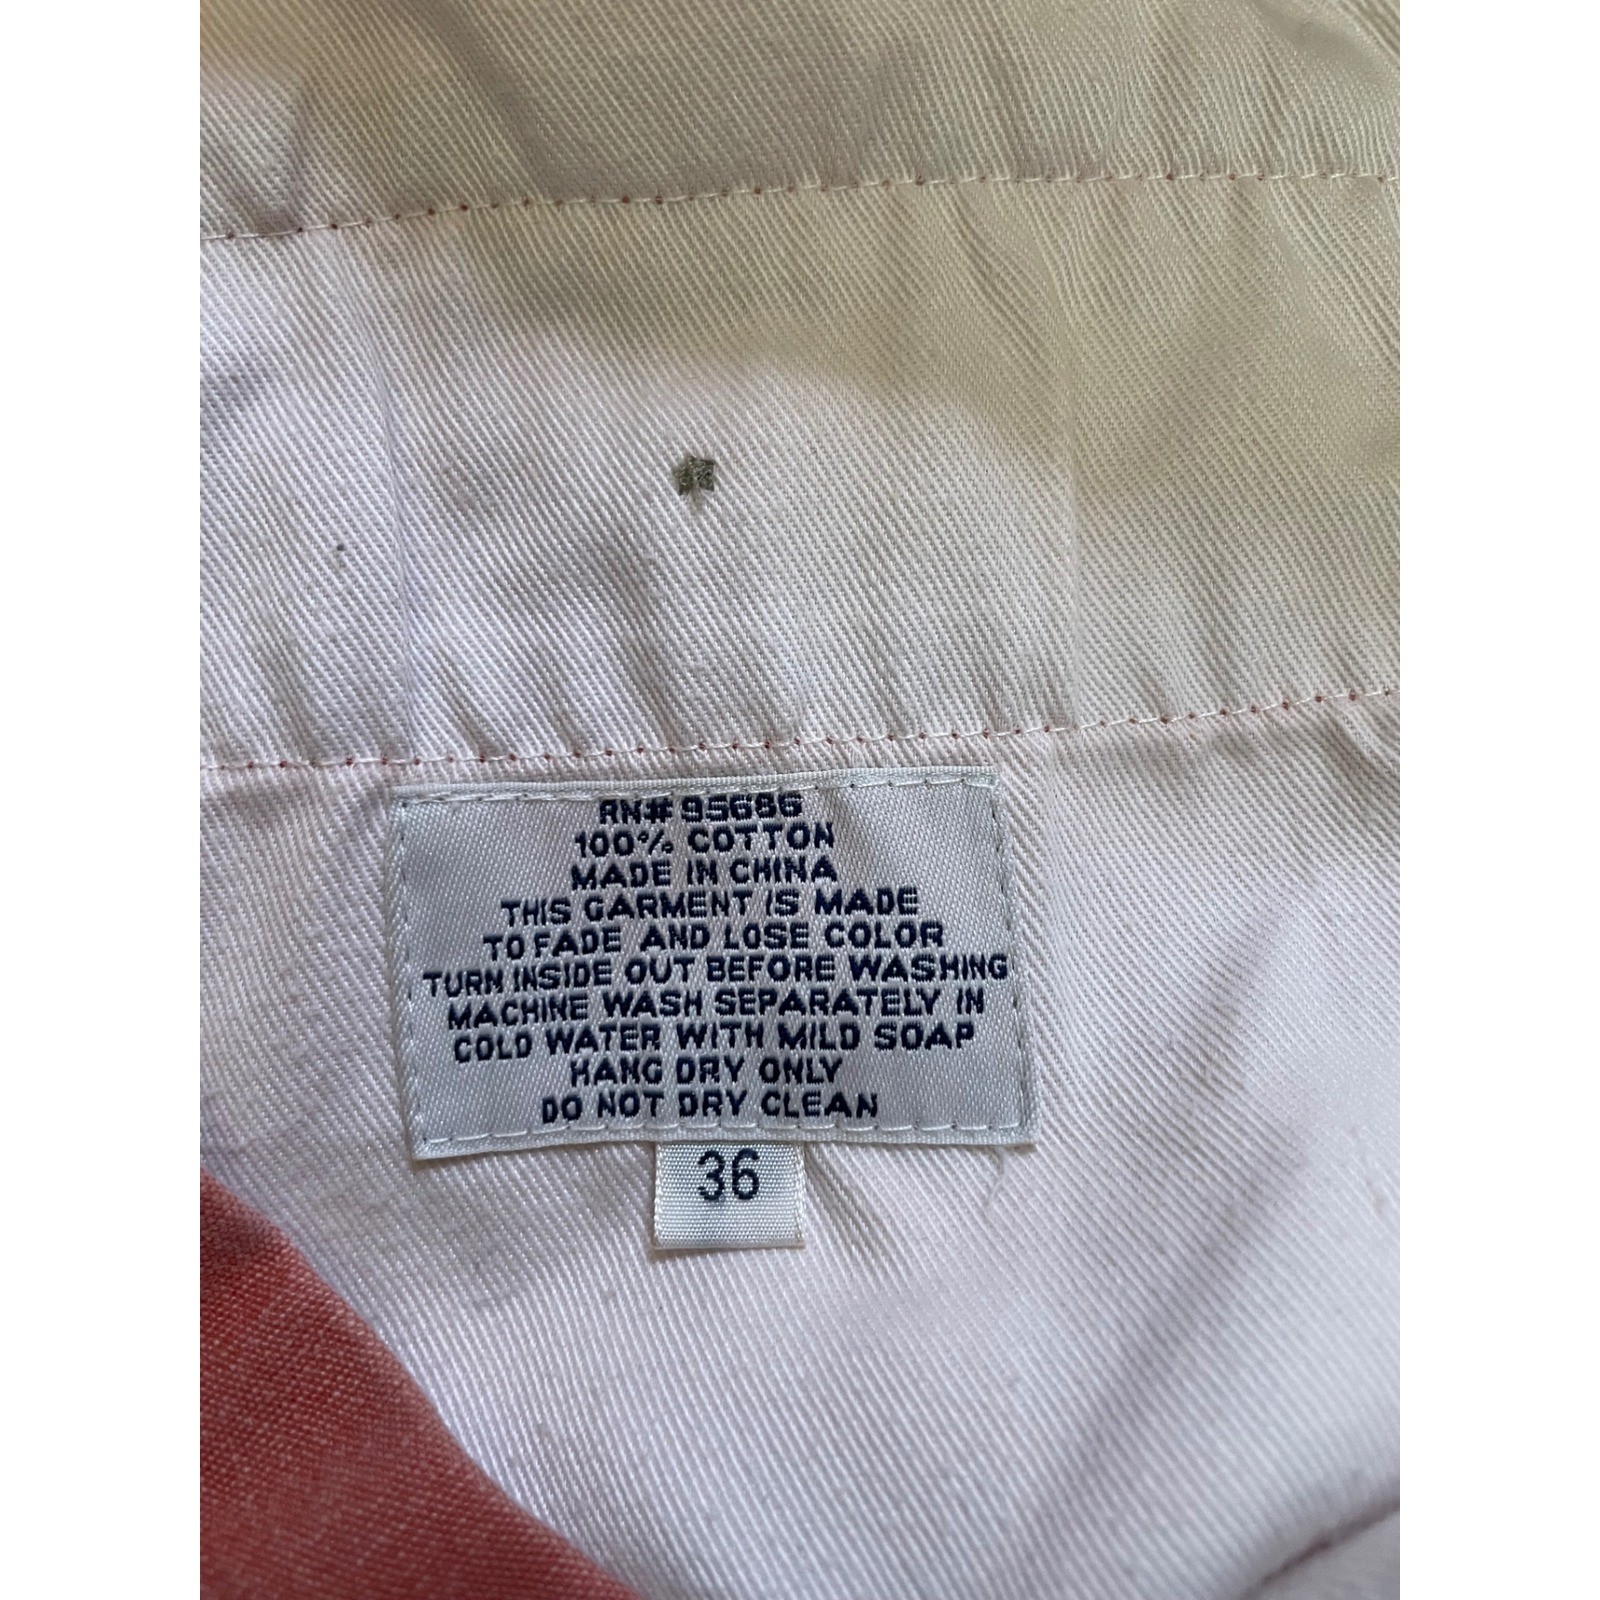 RN# 95686
100% COTTON
MADE IN CHINA
THIS GARMENT IS MADE
TO FADE AND LOSE COLOR
TURN INSIDE OUT BEFORE WASHING
MACHINE WASH SEPARATELY IN
COLD WATER WITH MILD SOAP
HANG DRY ONLY
DO NOT DRY CLEAN
36